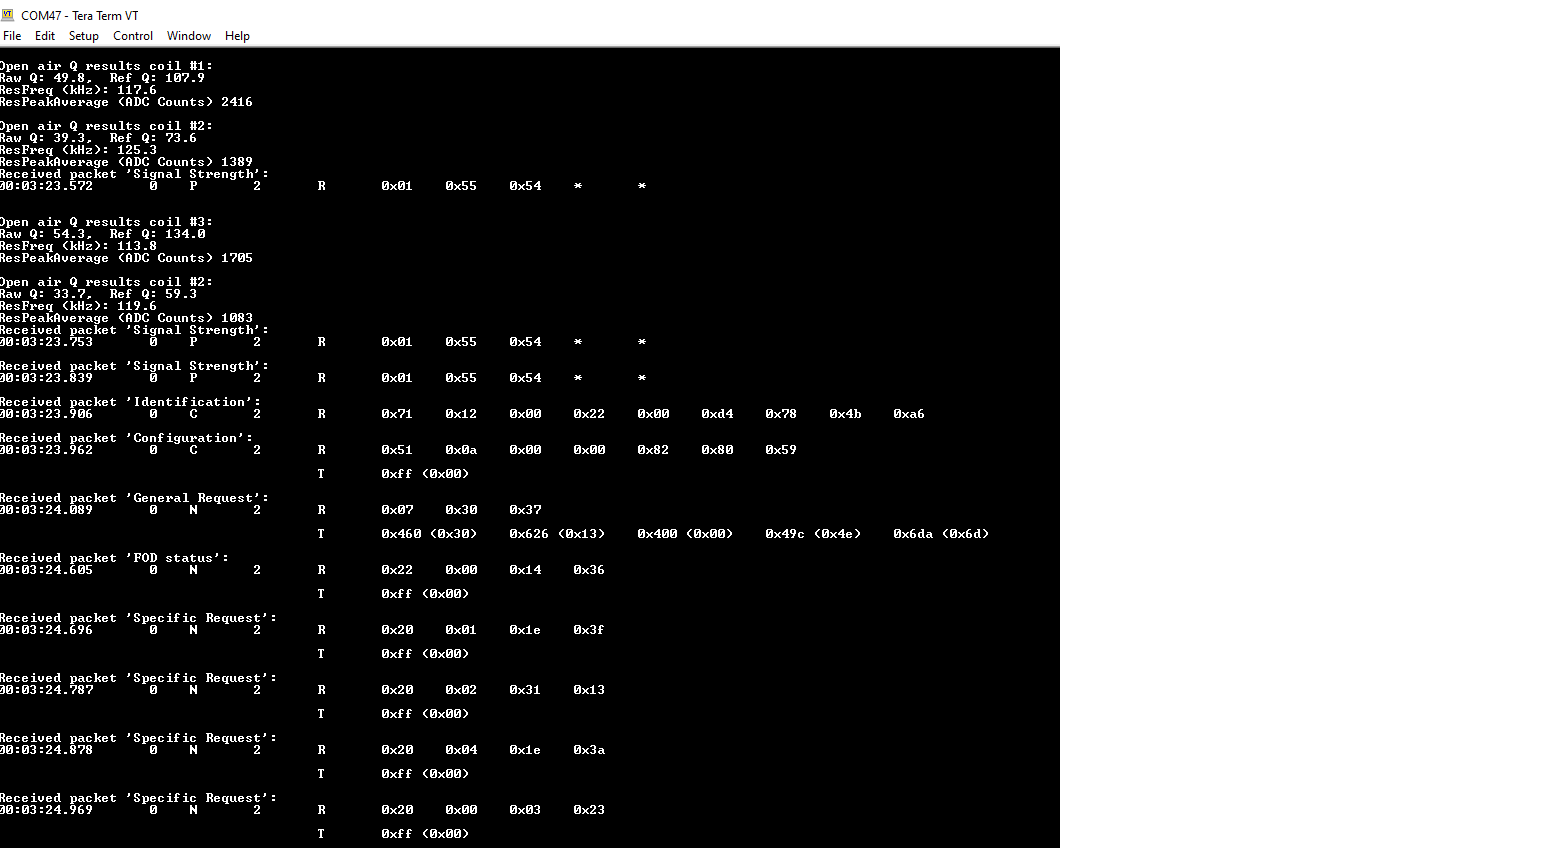 COM47 - Tera Term VT
File Edit Setup Control Window Help
Open air Q results coil #1:
Raw Q: 49.8, Ref Q: 107.9
ResFreq (kHz): 117.6
ResPeakAverage (ADC Counts) 2416
Open air Q results coil #2:
Raw Q: 39.3, Ref Q: 73.6
ResFreq (kHz): 125.3
ResPeakAverage (ADC Counts) 1389
Received packet 'Signal Strength':
00:03:23.572 0 P 2 R 0x01 0x55 0x54 * *
Open air Q results coil #3:
Raw Q: 54.3, Ref Q: 134.0
ResFreq (kHz): 113.8
ResPeakAverage (ADC Counts) 1705
Open air Q results coil #2:
Raw Q: 33.7, Ref Q: 59.3
ResFreq (kHz): 119.6
ResPeakAverage (ADC Counts) 1083
Received packet 'Signal Strength':
00:03:23.753 0 P 2 R 0x01 0x55 0x54 * *
Received packet 'Signal Strength':
00:03:23.839 0 P 2 R 0x01 0x55 0x54 * *
Received packet 'Identification':
00:03:23.906 0 C 2 R 0x71 0x12 0x00 0x22 0x00 0xd4 0x78 0x4b 0xa6
Received packet 'Configuration':
00:03:23.962 0 C 2 R 0x51 0x0a 0x00 0x00 0x82 0x80 0x59
T 0xff (0x00)
Received packet 'General Request':
00:03:24.089 0 N 2 R 0x07 0x30 0x37
T 0x460 (0x30) 0x626 (0x13) 0x400 (0x00) 0x49c (0x4e) 0x6da (0x6d)
Received packet 'FOD status':
00:03:24.605 0 N 2 R 0x22 0x00 0x14 0x36
T 0xff (0x00)
Received packet 'Specific Request':
00:03:24.696 0 N 2 R 0x20 0x01 0x1e 0x3f
T 0xff (0x00)
Received packet 'Specific Request':
00:03:24.787 0 N 2 R 0x20 0x02 0x31 0x13
T 0xff (0x00)
Received packet 'Specific Request':
00:03:24.878 0 N 2 R 0x20 0x04 0x1e 0x3a
T 0xff (0x00)
Received packet 'Specific Request':
00:03:24.969 0 N 2 R 0x20 0x00 0x03 0x23
T 0xff (0x00)